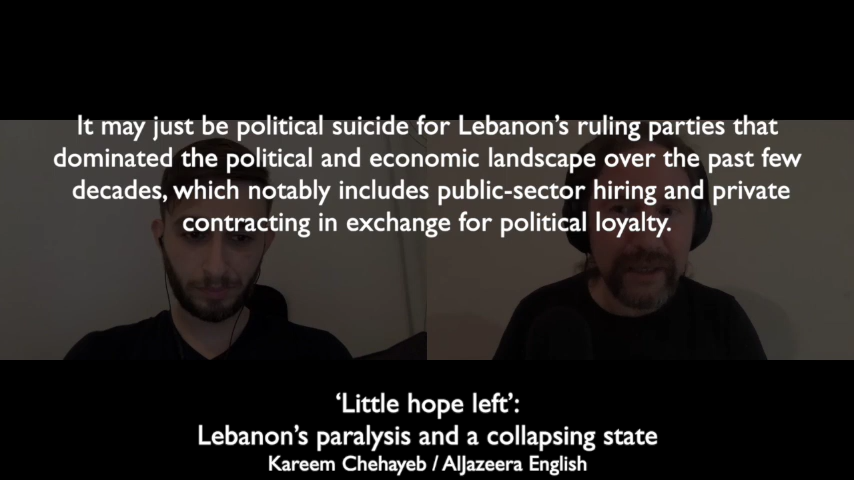 It may just be political suicide for Lebanon’s ruling parties that
dominated the political and economic landscape over the past few
decades, which notably includes public-sector hiring and private
contracting in exchange for political loyalty.
‘Little hope left’:
Lebanon’s paralysis and a collapsing state
Kareem Chehayeb / AlJazeera English